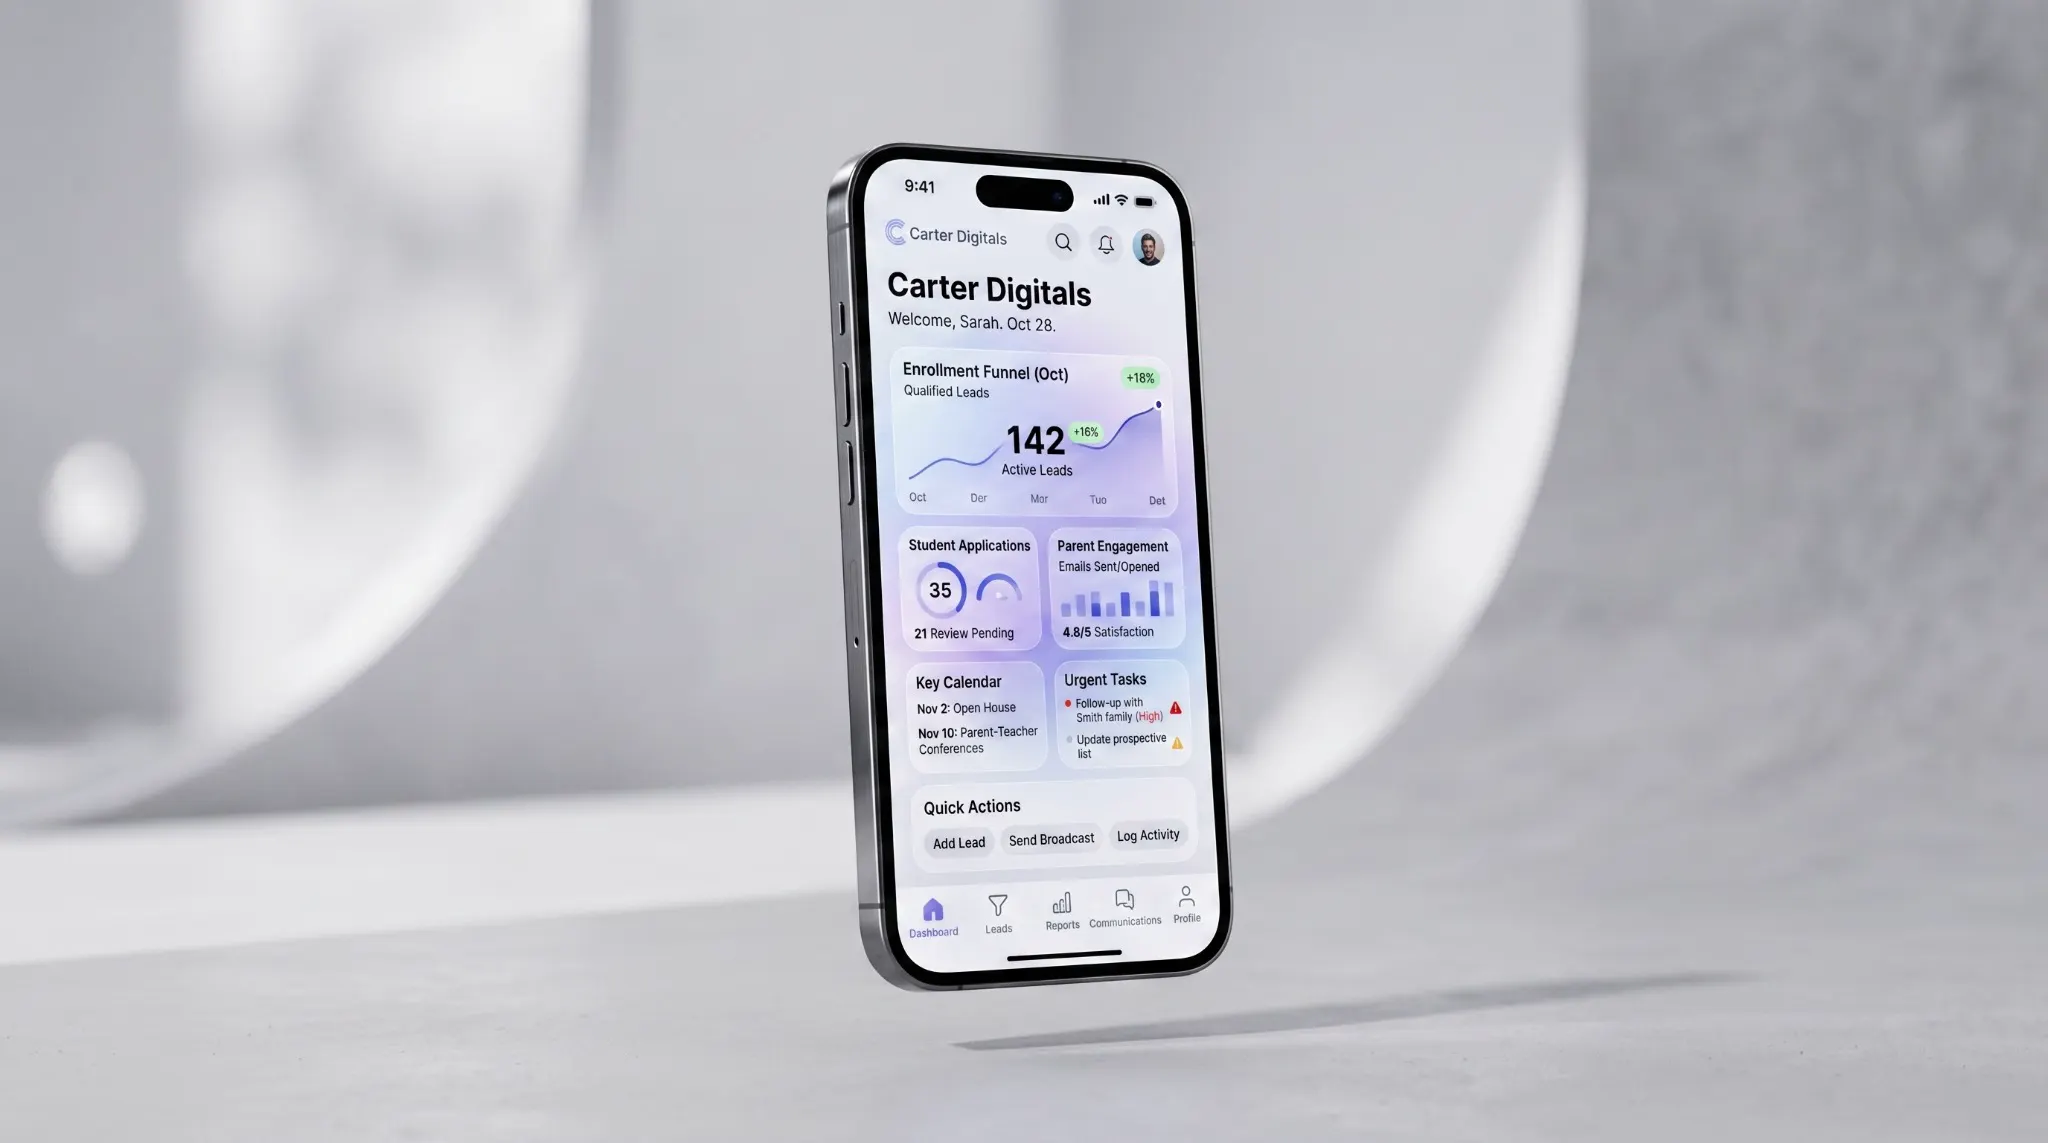 9:41
Carter Digitals
Carter Digitals
Welcome, Sarah. Oct 28.
Enrollment Funnel (Oct)
+18%
Qualified Leads
142
+16%
Active Leads
Oct Der Mor Tuo Det
Student Applications
35
21 Review Pending
Parent Engagement
Emails Sent/Opened
4.8/5 Satisfaction
Key Calendar
Nov 2: Open House
Nov 10: Parent-Teacher
Conferences
Urgent Tasks
Follow-up with
Smith family (High)
Update prospective
list
Quick Actions
Add Lead
Send Broadcast
Log Activity
Dashboard
Leads
Reports
Communications
Profile